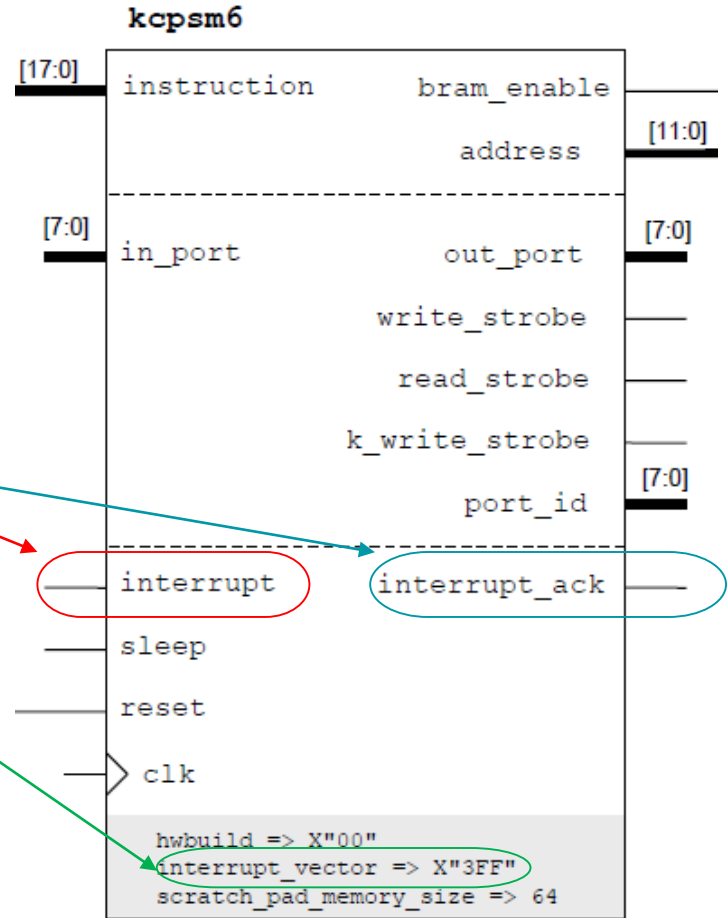 kcpsm6
[17:0]
instruction bram_enable
[11:0]
address
[7:0] [7:0]
in_port out_port
write_strobe
read_strobe
k_write_strobe
[7:0]
port_id
interrupt interrupt_ack
sleep
reset
clk
hwbuild => X"00"
interrupt_vector => X"3FF"
scratch_pad_memory_size => 64